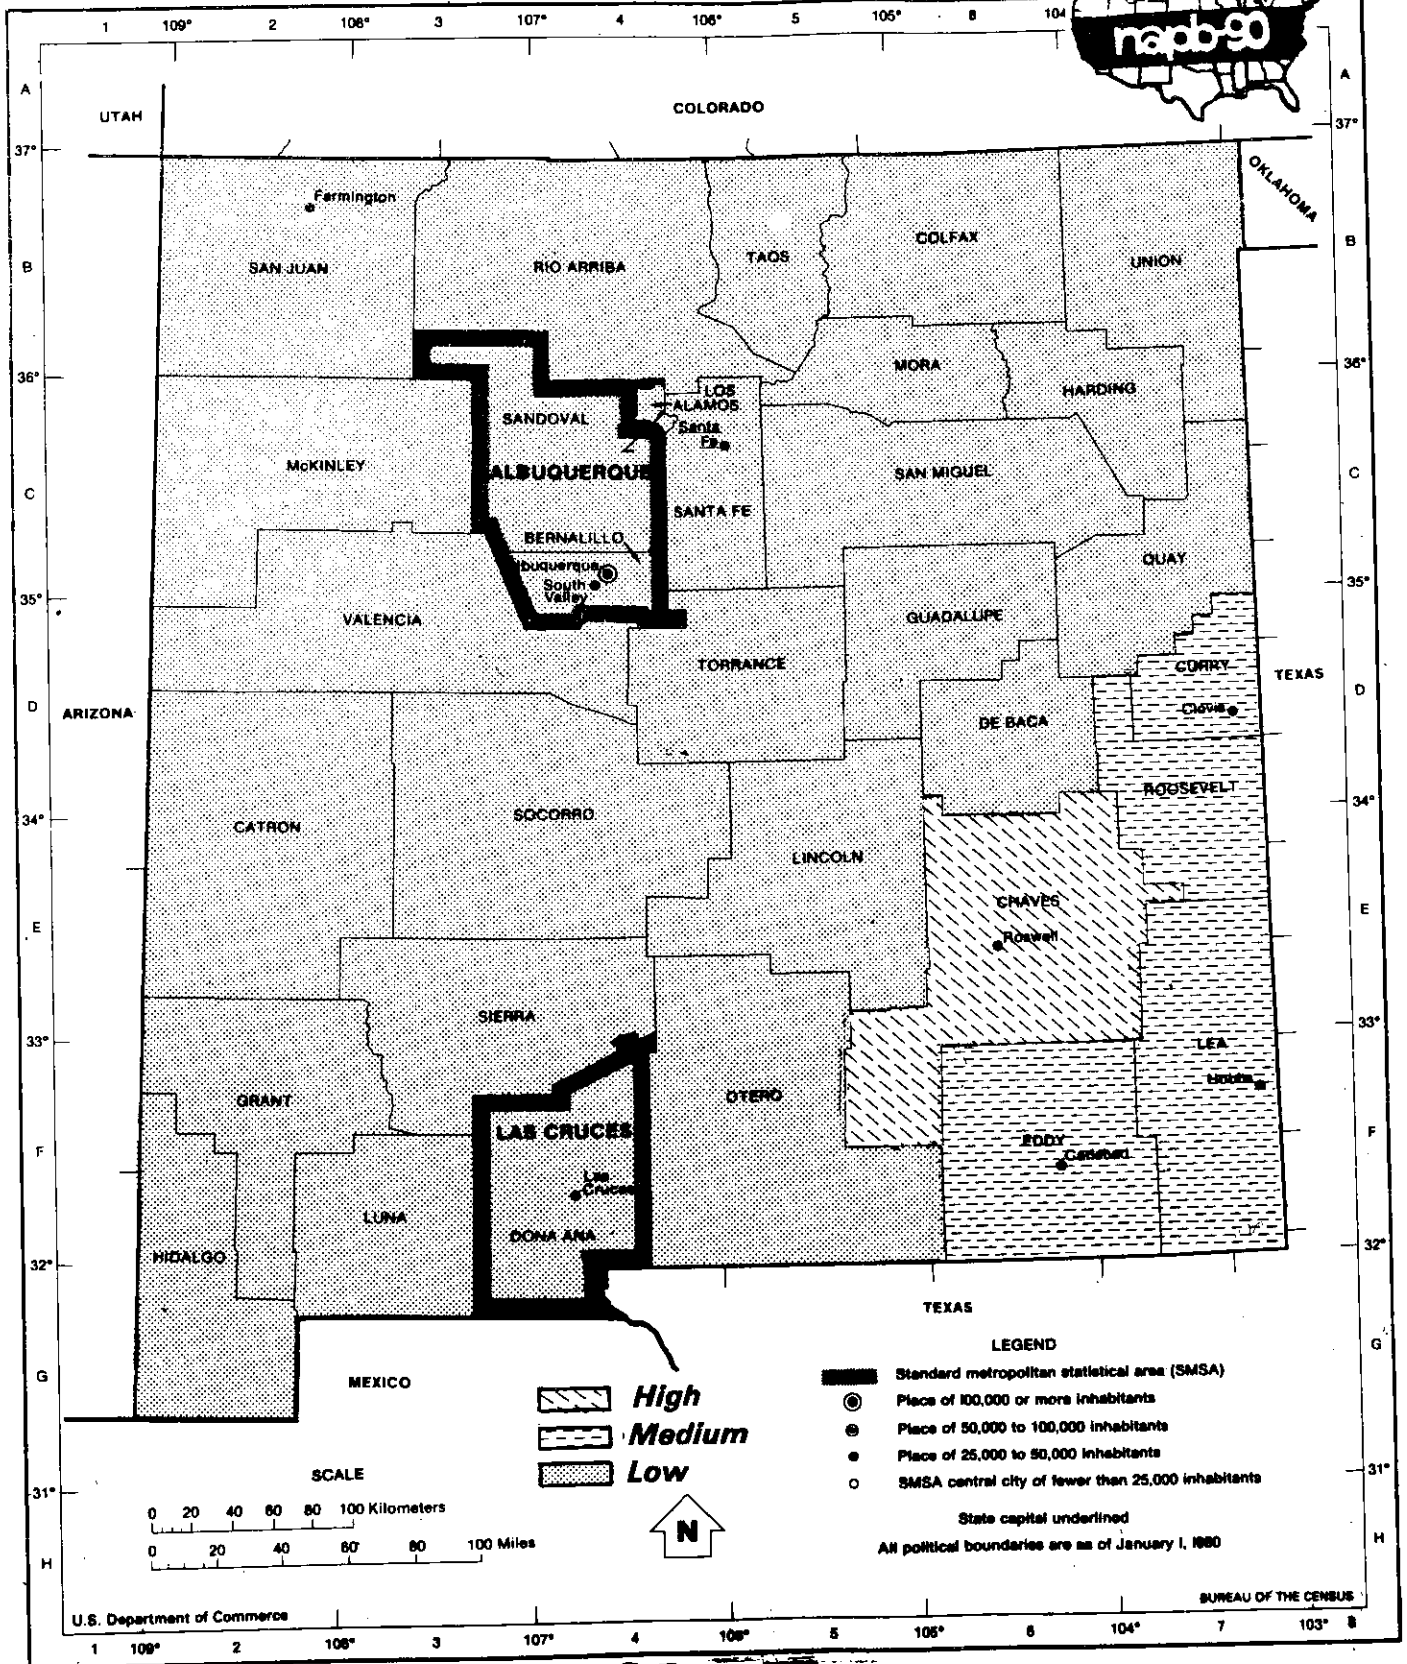 1 109° 2 108° 3 107° 4 106° 5 105° 6 104
napb-90
A A
UTAH COLORADO
37° 37°
OKLAHOMA
Farmington
B B
SAN JUAN RIO ARRIBA TAOS COLFAX UNION
36° 36°
MORA HARDING
LOS
ALAMOS
SANDOVAL
Santa
Fe
ALBUQUERQUE
McKINLEY SAN MIGUEL
C C
SANTA FE
BERNALILLO
QUAY
lbuquerque
South
Valley
35° 35°
VALENCIA GUADALUPE
TORRANCE CURRY
TEXAS
D D
ARIZONA Clovis
DE BACA
ROOSEVELT
34° 34°
CATRON SOCORRO LINCOLN
CHAVES
E E
Roswell
33° 33°
SIERRA LEA
Hobbs
GRANT OTERO
LAS CRUCES
F F
EDDY
Carlsbad
Las
Cruces
LUNA DONA ANA
HIDALGO
32° 32°
TEXAS
G G
MEXICO
LEGEND
Standard metropolitan statistical area (SMSA)
Place of 100,000 or more inhabitants
Place of 50,000 to 100,000 inhabitants
Place of 25,000 to 50,000 inhabitants
SMSA central city of fewer than 25,000 inhabitants
State capital underlined
All political boundaries are as of January 1, 1980
High
Medium
Low
N
SCALE
31° 31°
0 20 40 60 80 100 Kilometers
0 20 40 60 80 100 Miles
H H
U.S. Department of Commerce BUREAU OF THE CENSUS
1 109° 2 108° 3 107° 4 106° 5 105° 6 104° 7 103° 8